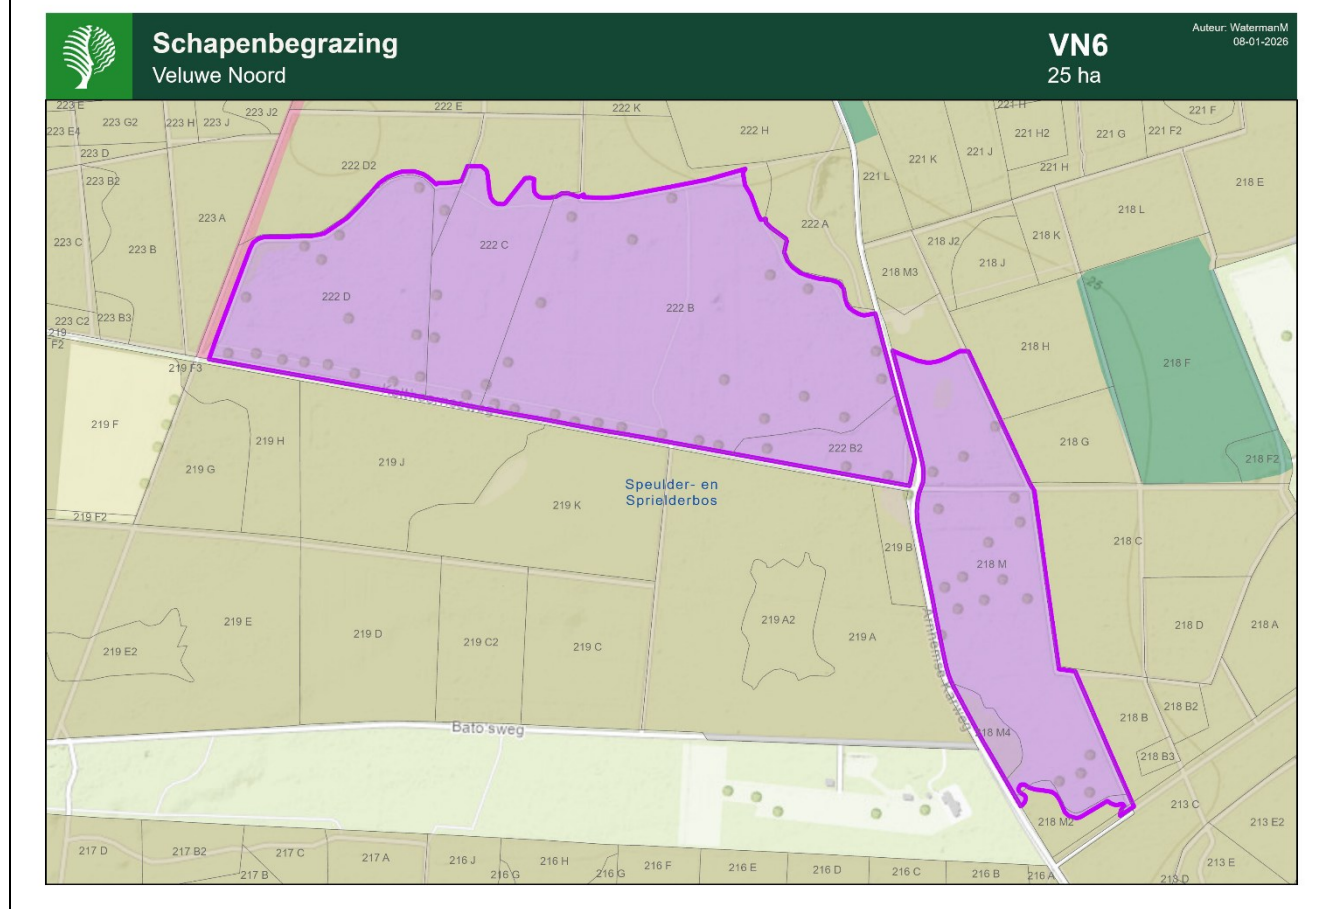 Schapenbegrazing
Veluwe Noord
VN6
25 ha
Auteur: WatermanM
08-01-2026
223 E
223 G2
223 H
223 J
223 J2
222 E
222 K
222 H
221 H
221 H2
221 G
221 F2
221 F
223 E4
223 D
223 B2
222 D2
221 K
221 J
221 H
221 L
218 E
223 A
222 A
218 L
223 C
223 B
222 C
218 J2
218 K
218 J
218 M3
25
222 D
222 B
223 C2
223 B3
219
F2
218 H
218 F
219 F3
219 F
219 H
219 G
219 J
222 B2
218 G
218 F2
Speulder- en
Sprielderbos
219 K
219 F2
219 B
218 C
218 M
219 E
219 D
219 C2
219 C
219 A2
219 A
218 D
218 A
219 E2
Arnhemse Karweg
Bato'sweg
218 M4
218 B
218 B2
218 B3
213 C
218 M2
213 E2
217 D
217 B2
217 C
217 B
217 A
216 J
216 G
216 H
216 G
216 F
216 E
216 D
216 C
216 B
216 A
213 D
213 E